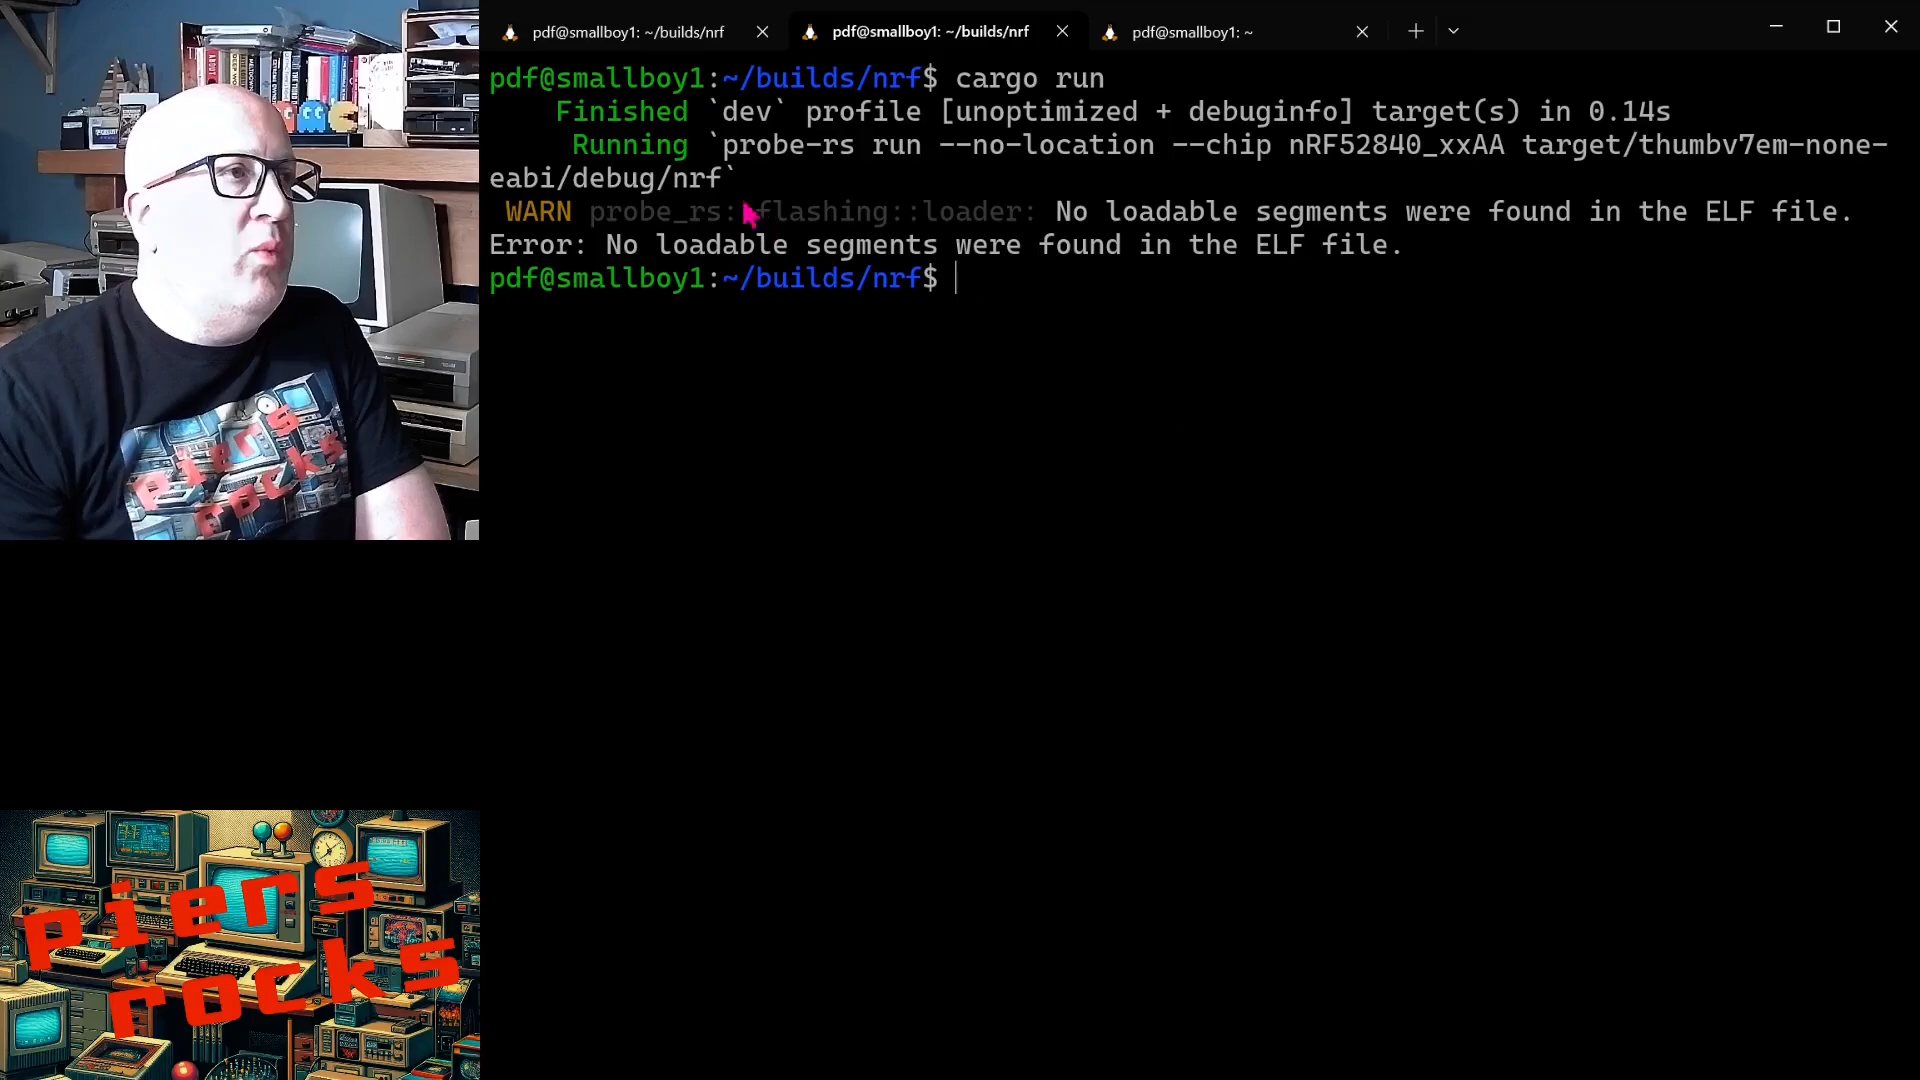 pdf@smallboy1: ~/builds/nrf
pdf@smallboy1: ~/builds/nrf
pdf@smallboy1: ~
pdf@smallboy1:~/builds/nrf$ cargo run
Finished `dev` profile [unoptimized + debuginfo] target(s) in 0.14s
Running `probe-rs run --no-location --chip nRF52840_xxAA target/thumbv7em-none-
eabi/debug/nrf`
WARN probe_rs::flashing::loader: No loadable segments were found in the ELF file.
Error: No loadable segments were found in the ELF file.
pdf@smallboy1:~/builds/nrf$
piers
rocks
piers
rocks